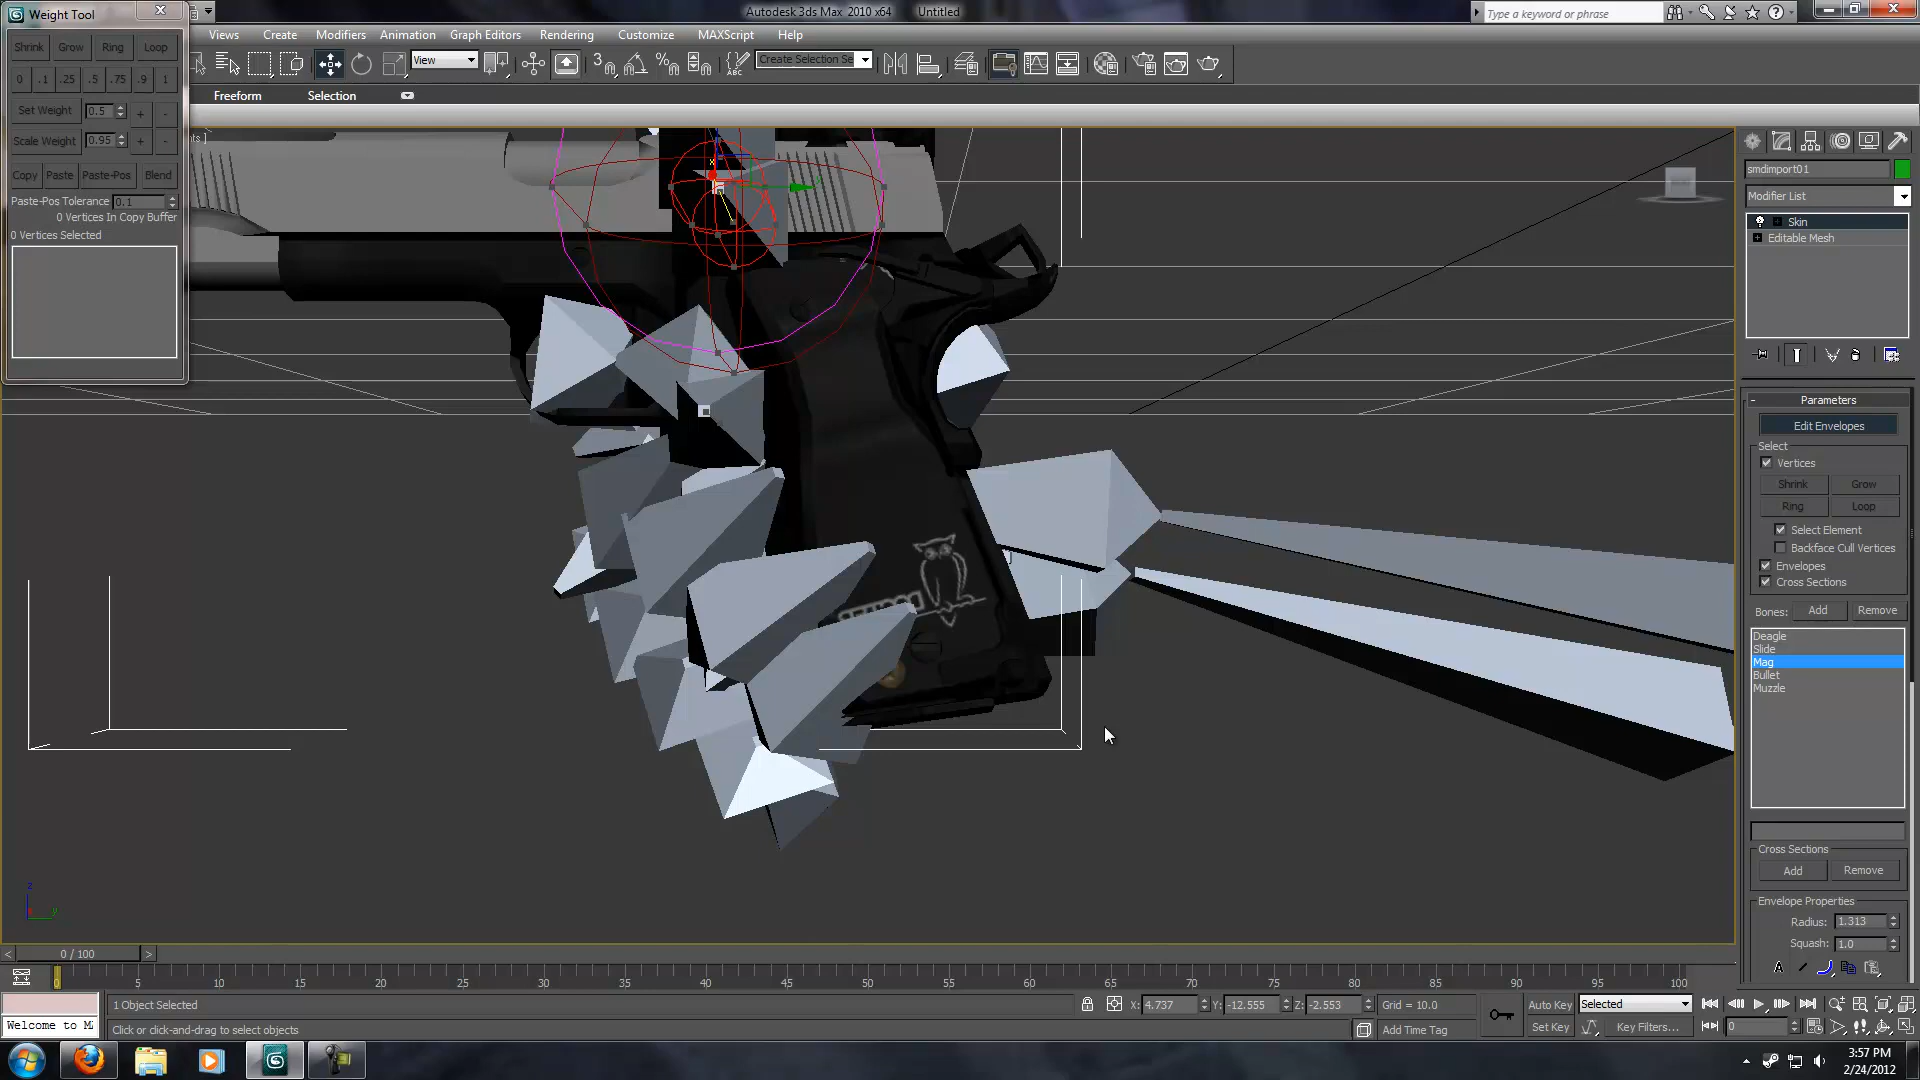 Weight Tool
Autodesk 3ds Max 2010 x64 Untitled
Type a keyword or phrase
Views Create Modifiers Animation Graph Editors Rendering Customize MAXScript Help
Shrink Grow Ring Loop
View
Create Selection Se
0 .1 .25 .5 .75 .9 1
Freeform Selection
Set Weight 0.5 + -
Scale Weight 0.95 + -
Copy Paste Paste-Pos Blend
Paste-Pos Tolerance 0.1
0 Vertices In Copy Buffer
0 Vertices Selected
smdimport01
Modifier List
Skin
Editable Mesh
Parameters
Edit Envelopes
Select
Vertices
Shrink Grow
Ring Loop
Select Element
Backface Cull Vertices
Envelopes
Cross Sections
Bones: Add Remove
Deagle
Slide
Mag
Bullet
Muzzle
Cross Sections
Add Remove
Envelope Properties
Radius: 1.313
Squash: 1.0
x
z
y
< 0 / 100 >
0 5 10 15 20 25 30 35 40 45 50 55 60 65 70 75 80 85 90 95 100
1 Object Selected
X: 4.737 Y: -12.555 Z: -2.553 Grid = 10.0
Auto Key Selected
Welcome to M
Click or click-and-drag to select objects
Add Time Tag
Set Key Key Filters...
0
3:57 PM
2/24/2012